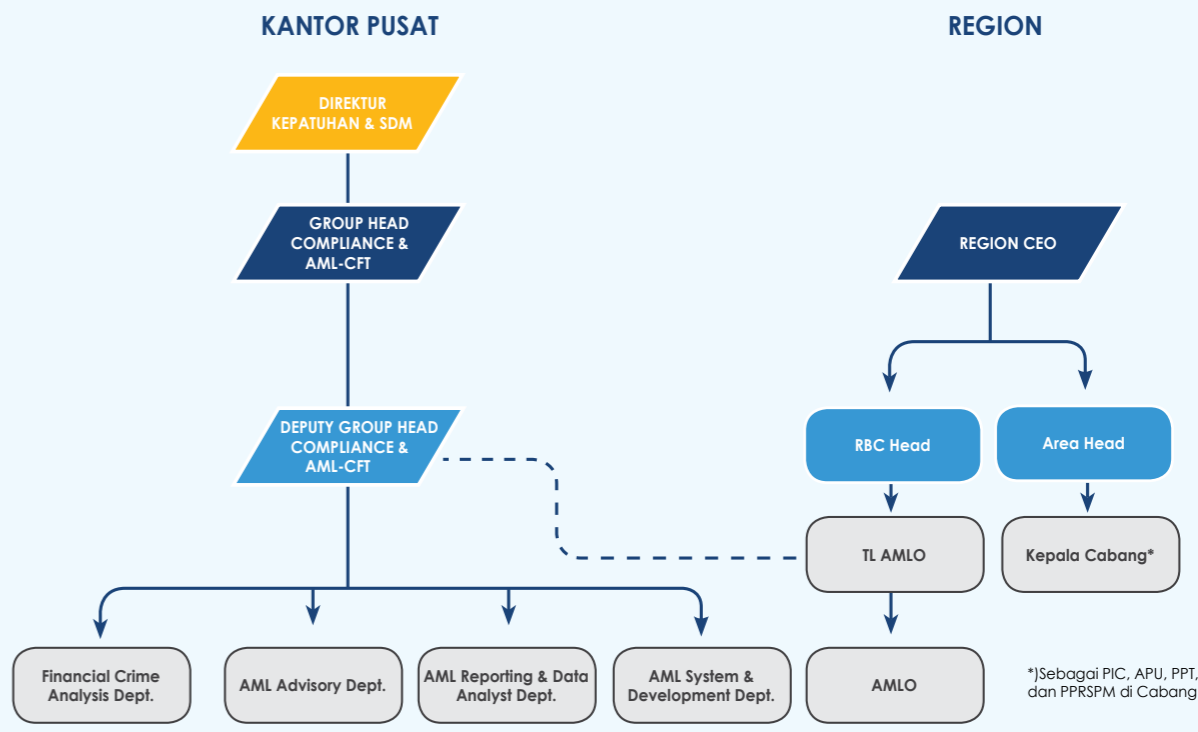 KANTOR PUSAT
REGION
DIREKTUR
KEPATUHAN & SDM
GROUP HEAD
COMPLIANCE &
AML-CFT
REGION CEO
DEPUTY GROUP HEAD
COMPLIANCE &
AML-CFT
RBC Head
Area Head
TL AMLO
Kepala Cabang*
Financial Crime
Analysis Dept.
AML Advisory Dept.
AML Reporting & Data
Analyst Dept.
AML System &
Development Dept.
AMLO
*)Sebagai PIC, APU, PPT,
dan PPRSPM di Cabang